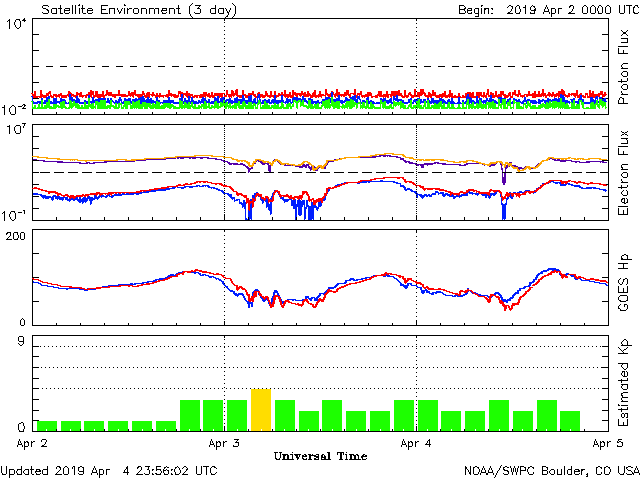 Satellite Environment (3 day)
Begin: 2019 Apr 2 0000 UTC
10^4
10^-2
Proton Flux
10^7
10^-1
Electron Flux
200
0
GOES Hp
9
0
Estimated Kp
Apr 2 Apr 3 Apr 4 Apr 5
Universal Time
Updated 2019 Apr 4 23:56:02 UTC
NOAA/SWPC Boulder, CO USA